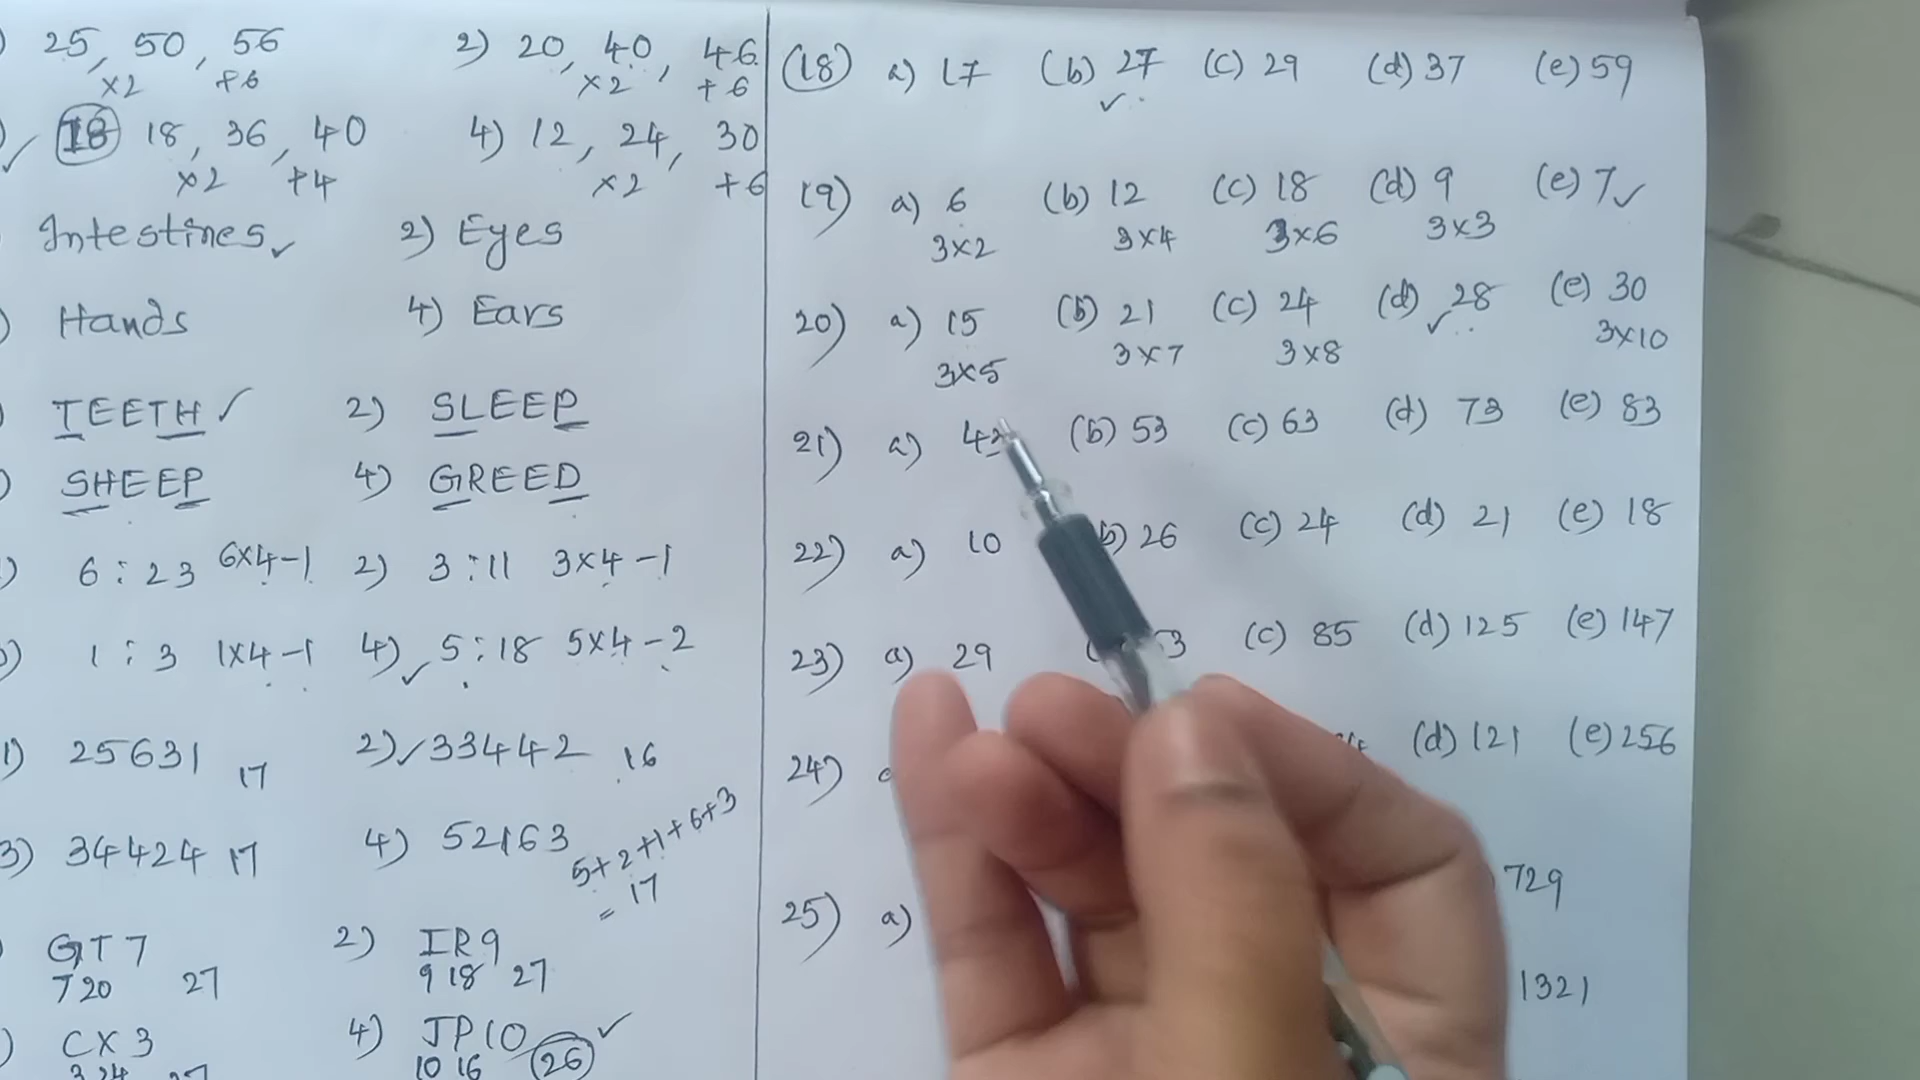 ) 25, 50, 56 2) 20, 40, 46
×2 +6 ×2 +6
) 18 18, 36, 40 4) 12, 24, 30
×2 +4 ×2 +6
Intestines 2) Eyes
) Hands 4) Ears
) TEETH 2) SLEEP
) SHEEP 4) GREED
) 6 : 23 6×4-1 2) 3 : 11 3×4-1
) 1 : 3 1×4-1 4) 5 : 18 5×4-2
1) 25631 17 2) 33442 16
3) 34424 17 4) 52163 5+2+1+6+3
= 17
) GT7 2) IR9
7 20 27 9 18 27
) CX3 4) JP10
3 24 27 10 16 26
(18) a) 17 (b) 27 (c) 29 (d) 37 (e) 59
19) a) 6 (b) 12 (c) 18 (d) 9 (e) 7
3×2 3×4 3×6 3×3
20) a) 15 (b) 21 (c) 24 (d) 28 (e) 30
3×5 3×7 3×8 3×10
21) a) 43 (b) 53 (c) 63 (d) 73 (e) 83
22) a) 10 b) 26 (c) 24 (d) 21 (e) 18
23) a) 29 (c) 85 (d) 125 (e) 147
24) (d) 121 (e) 256
) 729
25) a)
1321